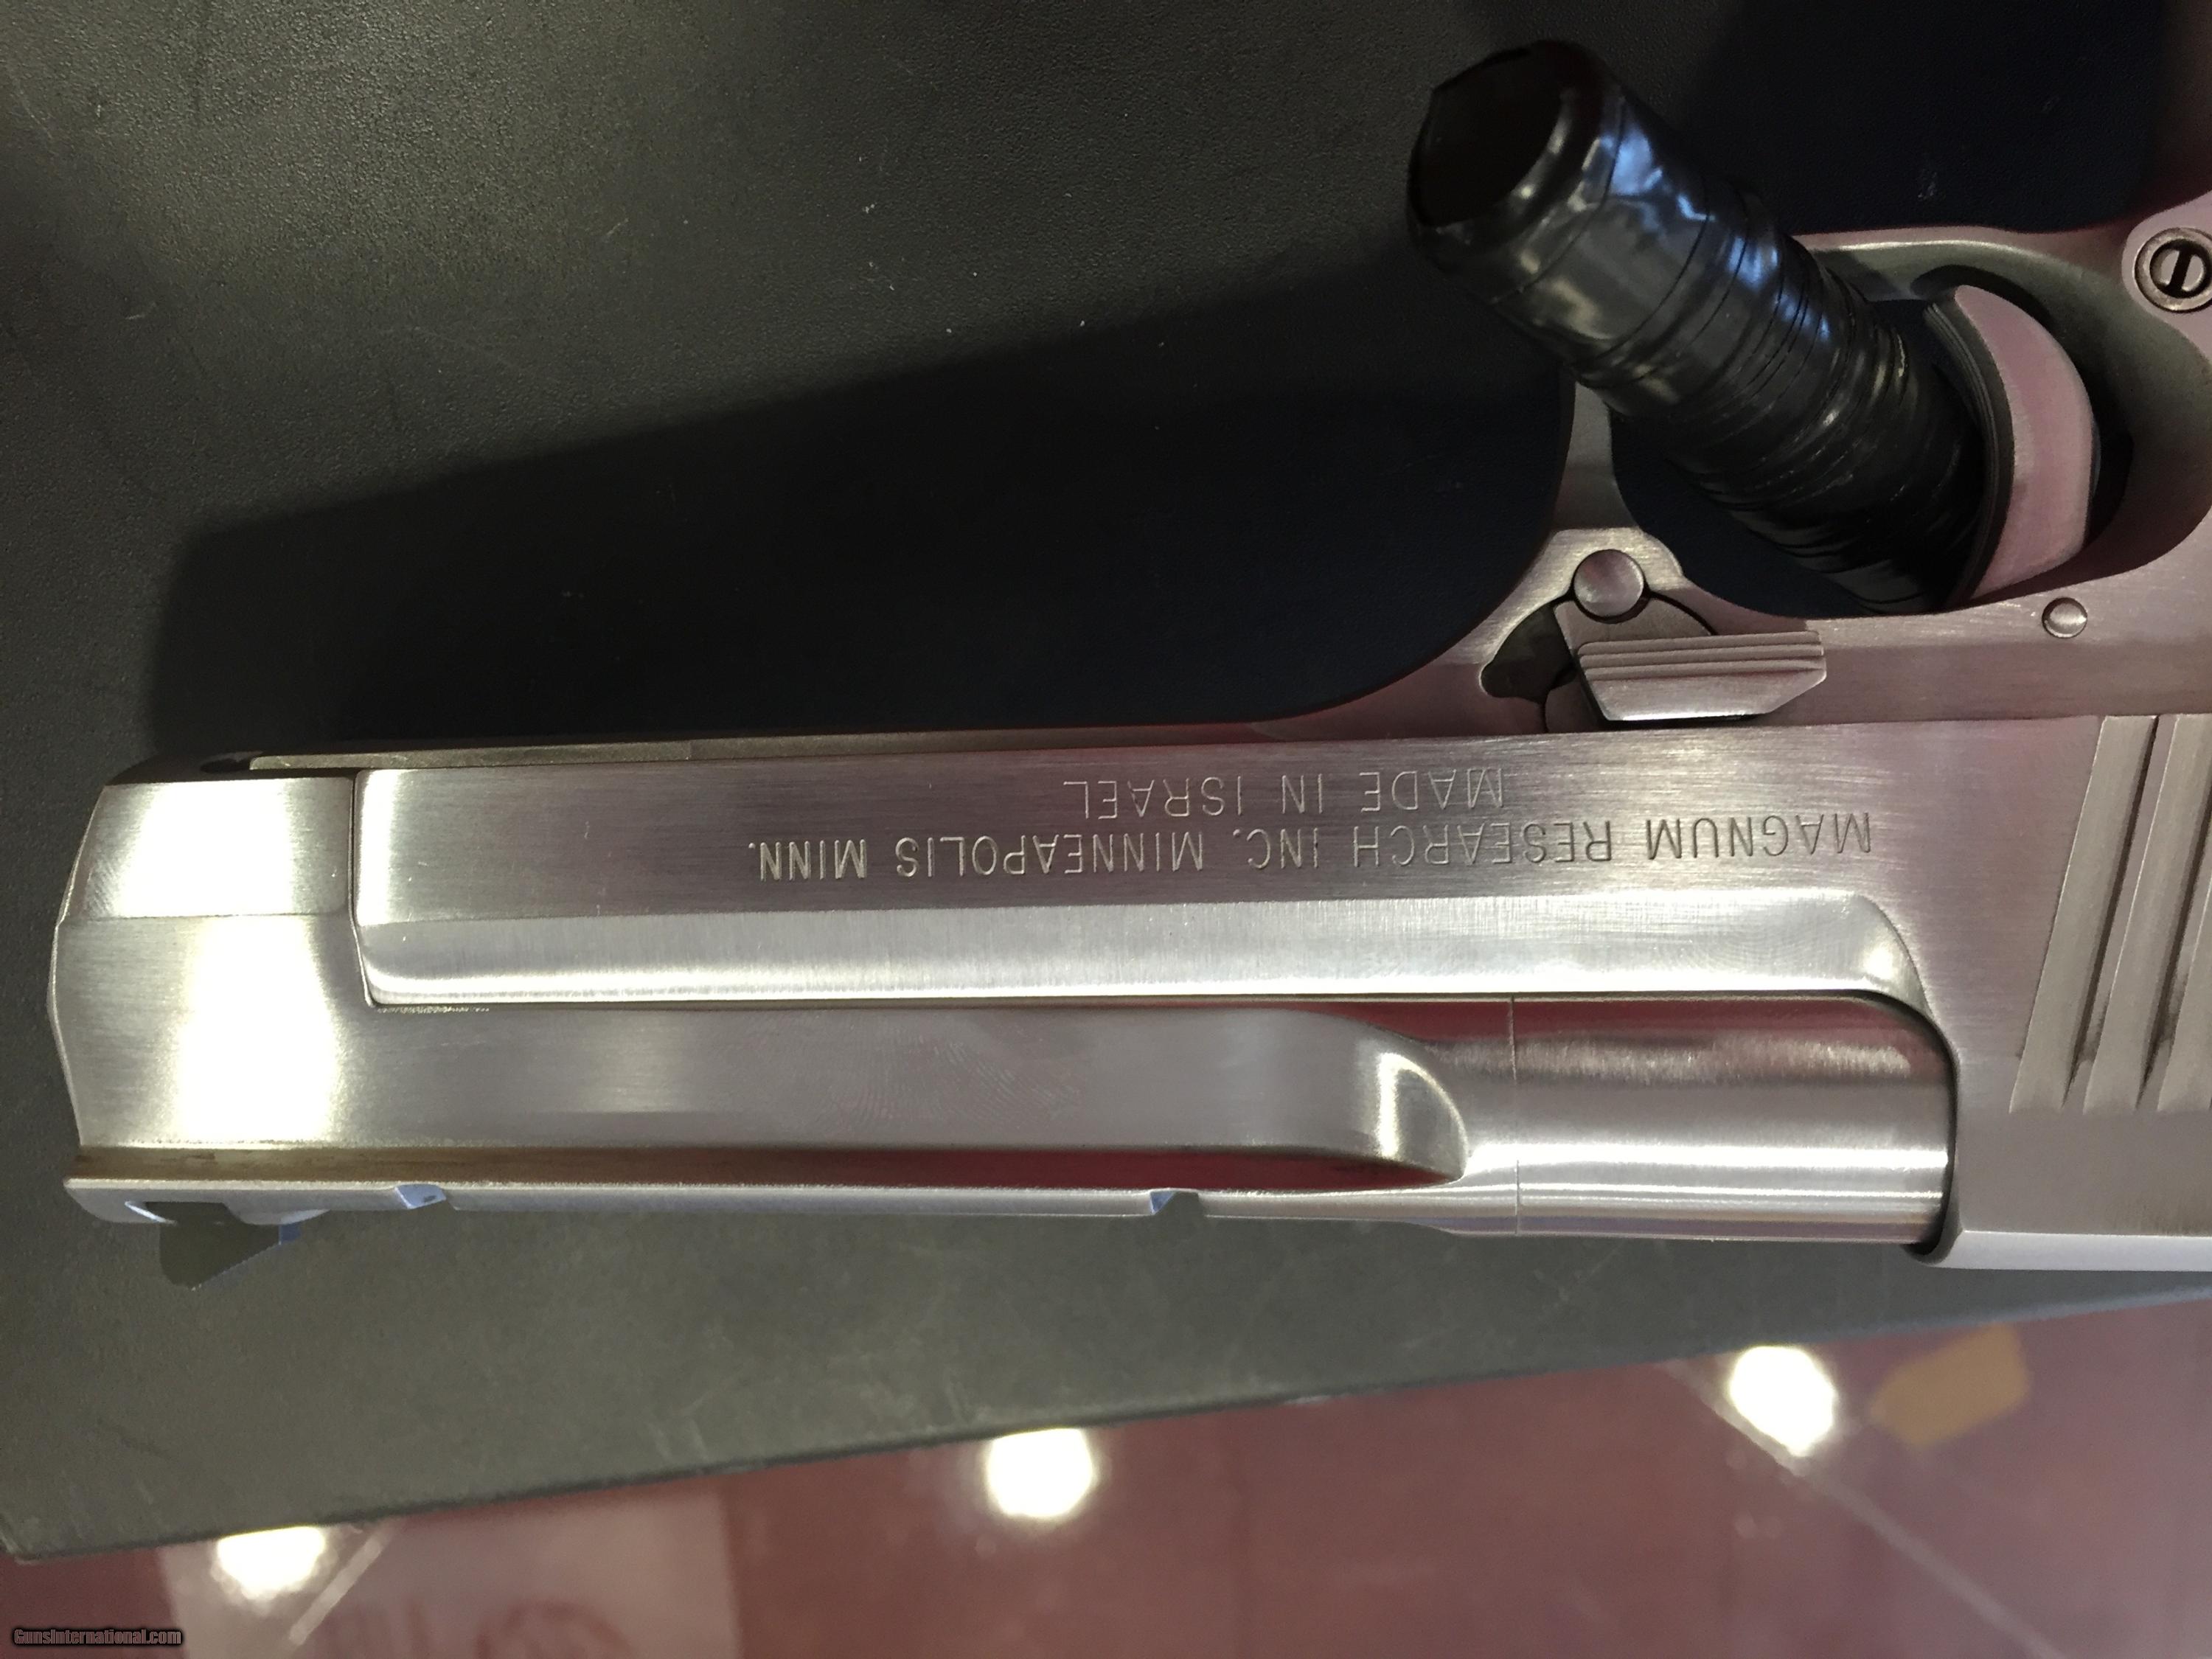 MAGNUM RESEARCH INC. MINNEAPOLIS MINN.
MADE IN ISRAEL
GunsInternational.com